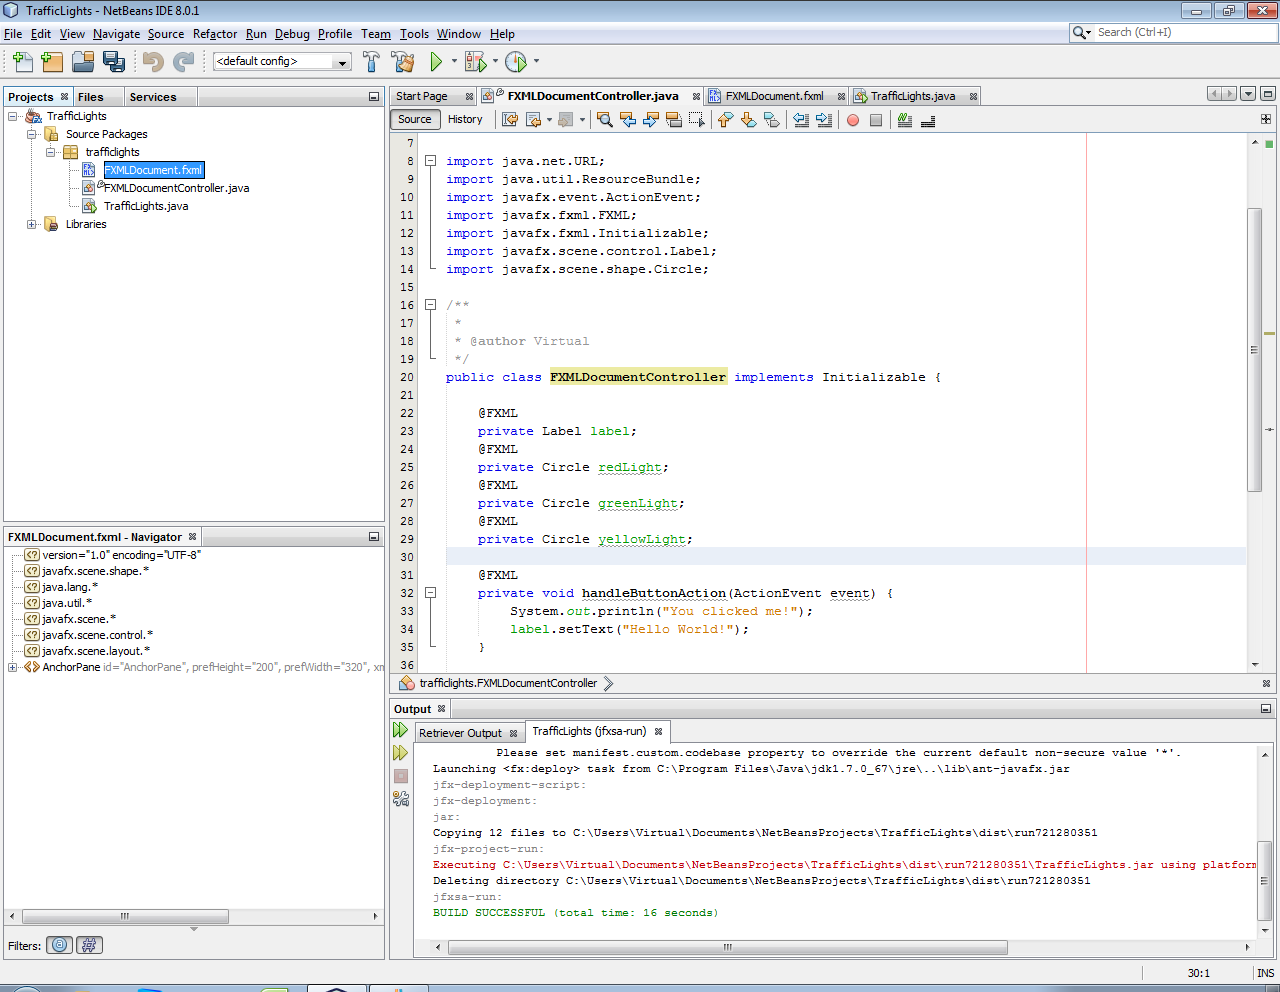 TrafficLights - NetBeans IDE 8.0.1
File Edit View Navigate Source Refactor Run Debug Profile Team Tools Window Help
Search (Ctrl+I)
<default config>
Projects Files Services
TrafficLights
Source Packages
trafficlights
FXMLDocument.fxml
FXMLDocumentController.java
TrafficLights.java
Libraries
FXMLDocument.fxml - Navigator
version="1.0" encoding="UTF-8"
javafx.scene.shape.*
java.lang.*
java.util.*
javafx.scene.*
javafx.scene.control.*
javafx.scene.layout.*
AnchorPane id="AnchorPane", prefHeight="200", prefWidth="320", xm
Filters:
Start Page FXMLDocumentController.java FXMLDocument.fxml TrafficLights.java
Source History
7
8 import java.net.URL;
9 import java.util.ResourceBundle;
10 import javafx.event.ActionEvent;
11 import javafx.fxml.FXML;
12 import javafx.fxml.Initializable;
13 import javafx.scene.control.Label;
14 import javafx.scene.shape.Circle;
15
16 /**
17 *
18 * @author Virtual
19 */
20 public class FXMLDocumentController implements Initializable {
21
22 @FXML
23 private Label label;
24 @FXML
25 private Circle redLight;
26 @FXML
27 private Circle greenLight;
28 @FXML
29 private Circle yellowLight;
30
31 @FXML
32 private void handleButtonAction(ActionEvent event) {
33 System.out.println("You clicked me!");
34 label.setText("Hello World!");
35 }
36
trafficlights.FXMLDocumentController
Output
Retriever Output TrafficLights (jfxsa-run)
Please set manifest.custom.codebase property to override the current default non-secure value '*'.
Launching <fx:deploy> task from C:\Program Files\Java\jdk1.7.0_67\jre\..\lib\ant-javafx.jar
jfx-deployment-script:
jfx-deployment:
jar:
Copying 12 files to C:\Users\Virtual\Documents\NetBeansProjects\TrafficLights\dist\run721280351
jfx-project-run:
Executing C:\Users\Virtual\Documents\NetBeansProjects\TrafficLights\dist\run721280351\TrafficLights.jar using platform
Deleting directory C:\Users\Virtual\Documents\NetBeansProjects\TrafficLights\dist\run721280351
jfxsa-run:
BUILD SUCCESSFUL (total time: 16 seconds)
30:1 INS